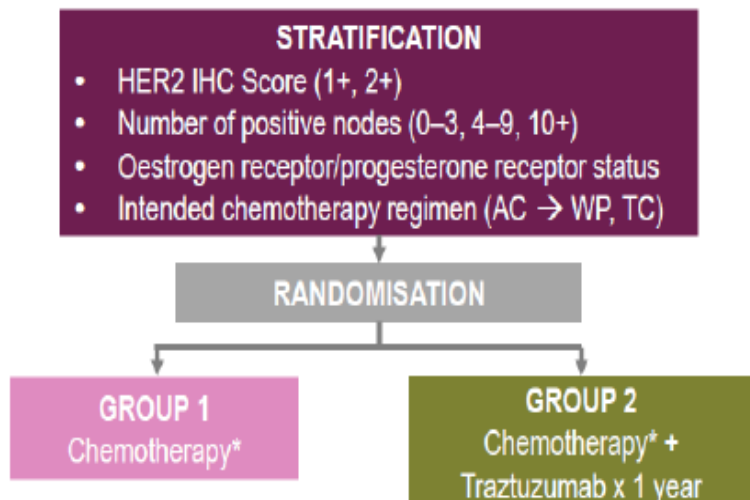 STRATIFICATION
• HER2 IHC Score (1+, 2+)
• Number of positive nodes (0–3, 4–9, 10+)
• Oestrogen receptor/progesterone receptor status
• Intended chemotherapy regimen (AC → WP, TC)
RANDOMISATION
GROUP 1
Chemotherapy*
GROUP 2
Chemotherapy* +
Traztuzumab x 1 year